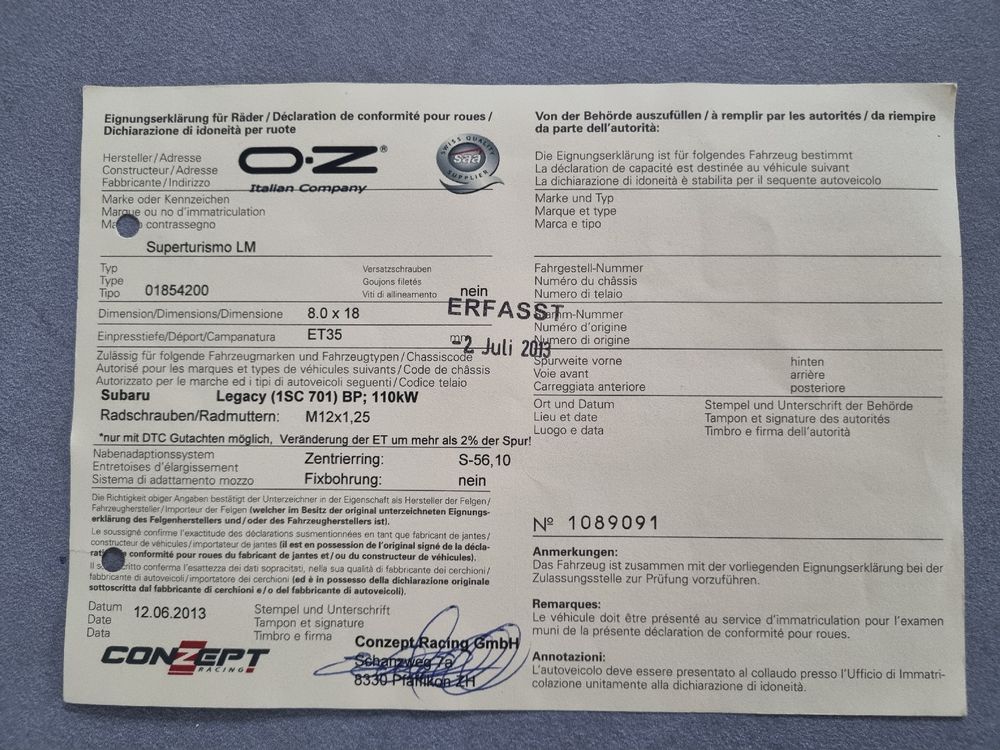 Eignungserklärung für Räder / Déclaration de conformité pour roues /
Dichiarazione di idoneità per ruote
Hersteller / Adresse
Constructeur / Adresse
Fabbricante / Indirizzo
O·Z®
Italian Company
SWISS QUALITY
saa
SUPPLIER
Marke oder Kennzeichen
Marque ou no d'immatriculation
contrassegno
Superturismo LM
Typ
Type
Tipo 01854200
Versatzschrauben
Goujons filetés
Viti di allineamento nein
Dimension/Dimensions/Dimensione 8.0 x 18
Einpresstiefe/Déport/Campanatura ET35 mm
ERFASST
-2 Juli 2013
Zulässig für folgende Fahrzeugmarken und Fahrzeugtypen / Chassiscode
Autorisé pour les marques et types de véhicules suivants / Code de châssis
Autorizzato per le marche ed i tipi di autoveicoli seguenti / Codice telaio
Subaru Legacy (1SC 701) BP; 110kW
Radschrauben/Radmuttern: M12x1,25
*nur mit DTC Gutachten möglich, Veränderung der ET um mehr als 2% der Spur!
Nabenadaptionssystem
Entretoises d'élargissement
Sistema di adattamento mozzo
Zentrierring: S-56,10
Fixbohrung: nein
Die Richtigkeit obiger Angaben bestätigt der Unterzeichner in der Eigenschaft als Hersteller der Felgen /
Fahrzeughersteller / Importeur der Felgen (welcher im Besitz der original unterzeichneten Eignungs-
erklärung des Felgenherstellers und / oder des Fahrzeugherstellers ist).
Le soussigné confirme l'exactitude des déclarations susmentionnées en tant que fabricant de jantes /
constructeur de véhicules / importateur de jantes (il est en possession de l'original signé de la décla-
conformité pour roues du fabricant de jantes et / ou du constructeur de véhicules).
Il conferma l'esattezza dei dati sopracitati, nella sua qualità di fabbricante dei cerchioni /
fabbricante di autoveicoli / importatore dei cerchioni (ed è in possesso della dichiarazione originale
sottoscritta dal fabbricante di cerchioni e / o del fabbricante di autoveicoli).
Datum
Date
Data
12.06.2013
Stempel und Unterschrift
Tampon et signature
Timbro e firma
CONZEPT
RACING
Conzept Racing GmbH
Schanzweg 7a
8330 Pfäffikon ZH
Von der Behörde auszufüllen / à remplir par les autorités / da riempire
da parte dell'autorità:
Die Eignungserklärung ist für folgendes Fahrzeug bestimmt
La déclaration de capacité est destinée au véhicule suivant
La dichiarazione di idoneità è stabilita per il sequente autoveicolo
Marke und Typ
Marque et type
Marca e tipo
Fahrgestell-Nummer
Numéro du châssis
Numero di telaio
Stamm-Nummer
Numéro d'origine
Numero di origine
Spurweite vorne
Voie avant
Carreggiata anteriore
hinten
arrière
posteriore
Ort und Datum
Lieu et date
Luogo e data
Stempel und Unterschrift der Behörde
Tampon et signature des autorités
Timbro e firma dell'autorità
Nº 1089091
Anmerkungen:
Das Fahrzeug ist zusammen mit der vorliegenden Eignungserklärung bei der
Zulassungsstelle zur Prüfung vorzuführen.
Remarques:
Le véhicule doit être présenté au service d'immatriculation pour l'examen
muni de la présente déclaration de conformité pour roues.
Annotazioni:
L'autoveicolo deve essere presentato al collaudo presso l'Ufficio di Immatri-
colazione unitamente alla dichiarazione di idoneità.